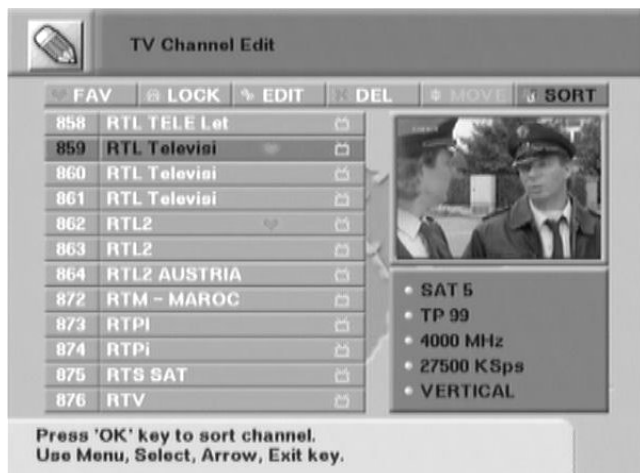 TV Channel Edit
FAV LOCK EDIT DEL MOVE SORT
858 RTL TELE Let
859 RTL Televisi
860 RTL Televisi
861 RTL Televisi
862 RTL2
863 RTL2
864 RTL2 AUSTRIA
872 RTM – MAROC
873 RTPI
874 RTPi
875 RTS SAT
876 RTV
SAT 5
TP 99
4000 MHz
27500 KSps
VERTICAL
Press 'OK' key to sort channel.
Use Menu, Select, Arrow, Exit key.